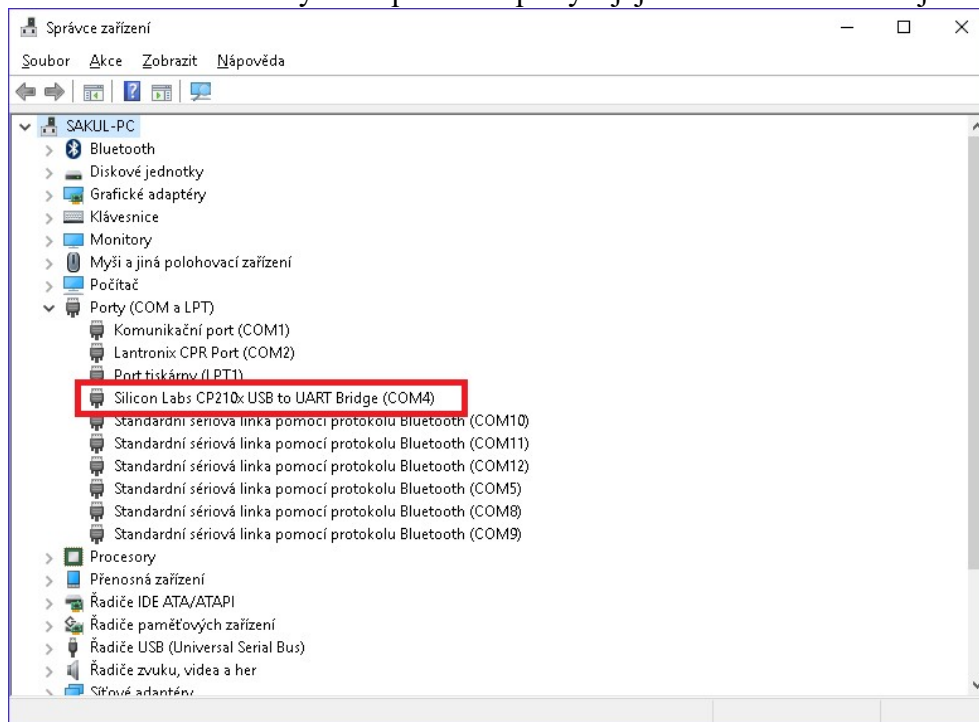 Správce zařízení
Soubor Akce Zobrazit Nápověda
SAKUL-PC
Bluetooth
Diskové jednotky
Grafické adaptéry
Klávesnice
Monitory
Myši a jiná polohovací zařízení
Počítač
Porty (COM a LPT)
Komunikační port (COM1)
Lantronix CPR Port (COM2)
Port tiskárny (LPT1)
Silicon Labs CP210x USB to UART Bridge (COM4)
Standardní sériová linka pomocí protokolu Bluetooth (COM10)
Standardní sériová linka pomocí protokolu Bluetooth (COM11)
Standardní sériová linka pomocí protokolu Bluetooth (COM12)
Standardní sériová linka pomocí protokolu Bluetooth (COM5)
Standardní sériová linka pomocí protokolu Bluetooth (COM8)
Standardní sériová linka pomocí protokolu Bluetooth (COM9)
Procesory
Přenosná zařízení
Řadiče IDE ATA/ATAPI
Řadiče paměťových zařízení
Řadiče USB (Universal Serial Bus)
Řadiče zvuku, videa a her
Síťové adaptéry